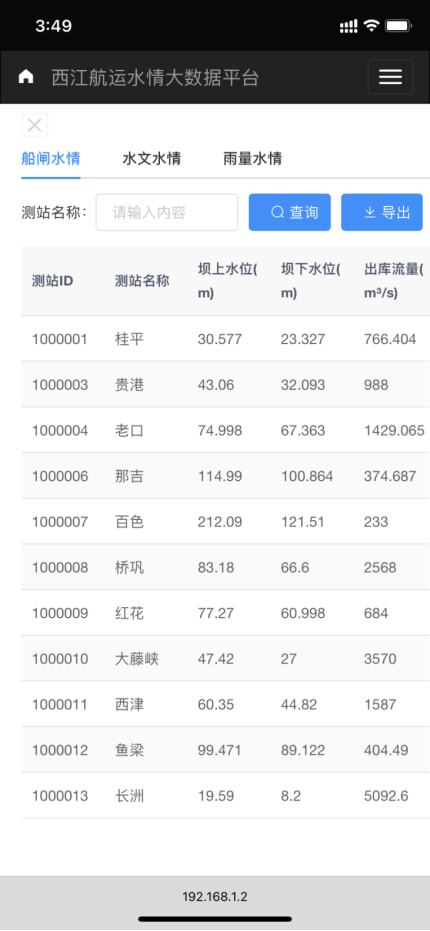 3:49
西江航运水情大数据平台
船闸水情 水文水情 雨量水情
测站名称: 请输入内容 查询 导出
测站ID 测站名称 坝上水位(m) 坝下水位(m) 出库流量(m³/s)
1000001 桂平 30.577 23.327 766.404
1000003 贵港 43.06 32.093 988
1000004 老口 74.998 67.363 1429.065
1000006 那吉 114.99 100.864 374.687
1000007 百色 212.09 121.51 233
1000008 桥巩 83.18 66.6 2568
1000009 红花 77.27 60.998 684
1000010 大藤峡 47.42 27 3570
1000011 西津 60.35 44.82 1587
1000012 鱼梁 99.471 89.122 404.49
1000013 长洲 19.59 8.2 5092.6
192.168.1.2